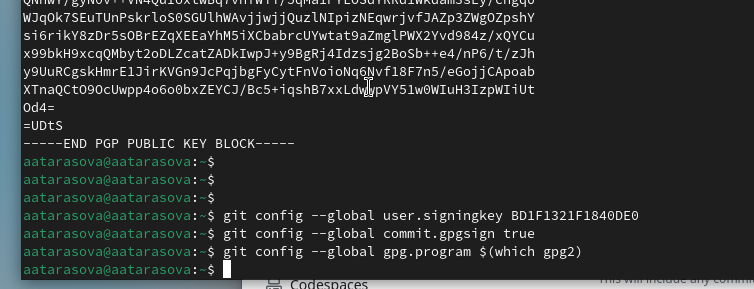 WJqOk7SEuTUnPskrloS0SGUlhWAvjjwjjQuzlNIpizNEqwrjvfJAZp3ZWgOZpshY
si6rikY8zDr5sOBrEZqXEEaYhM5iXCbabrcUYwtat9aZmglPWX2Yvd984z/xQYCu
x99bkH9xcqQMbyt2oDLZcatZADkIwpJ+y9BgRj4Idzsjg2BoSb++e4/nP6/t/zJh
y9UuRCgskHmrE1JirKVGn9JcPqjbgFyCytFnVoioNq6Nvf18F7n5/eGojjCApoab
Od4=
=UDtS
-----END PGP PUBLIC KEY BLOCK-----
aatarasova@aatarasova:~$
aatarasova@aatarasova:~$
aatarasova@aatarasova:~$
aatarasova@aatarasova:~$ git config --global user.signingkey BD1F1321F1840DE0
aatarasova@aatarasova:~$ git config --global commit.gpgsign true
aatarasova@aatarasova:~$ git config --global gpg.program $(which gpg2)
aatarasova@aatarasova:~$
Codespaces